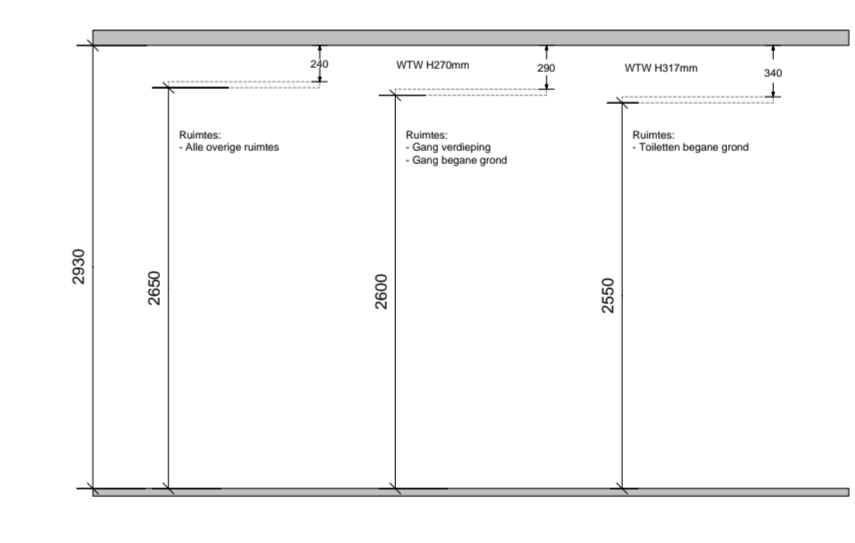 240
WTW H270mm
290
WTW H317mm
340
Ruimtes:
- Alle overige ruimtes
Ruimtes:
- Gang verdieping
- Gang begane grond
Ruimtes:
- Toiletten begane grond
2930
2650
2600
2550